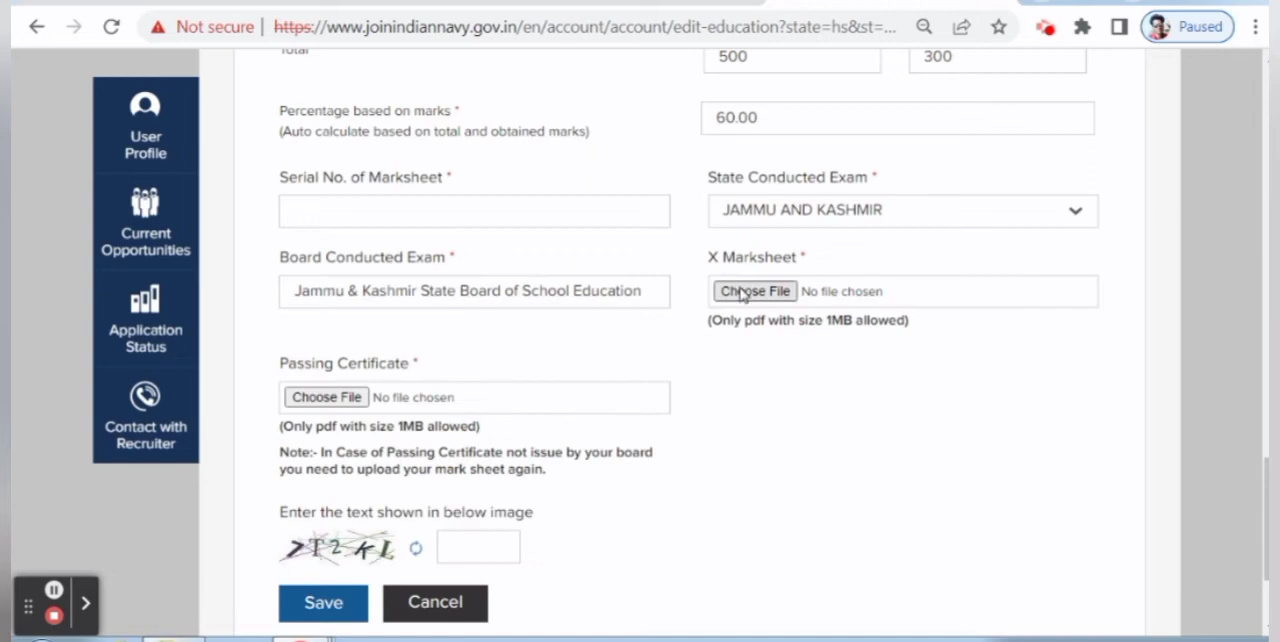 Not secure
https://www.joinindiannavy.gov.in/en/account/account/edit-education?state=hs&st=...
Paused
Total
500
300
User
Profile
Percentage based on marks *
(Auto calculate based on total and obtained marks)
60.00
Current
Opportunities
Serial No. of Marksheet *
State Conducted Exam *
JAMMU AND KASHMIR
Board Conducted Exam *
Jammu & Kashmir State Board of School Education
X Marksheet *
Choose File No file chosen
(Only pdf with size 1MB allowed)
Application
Status
Passing Certificate *
Choose File No file chosen
(Only pdf with size 1MB allowed)
Note:- In Case of Passing Certificate not issue by your board
you need to upload your mark sheet again.
Contact with
Recruiter
Enter the text shown in below image
Save
Cancel